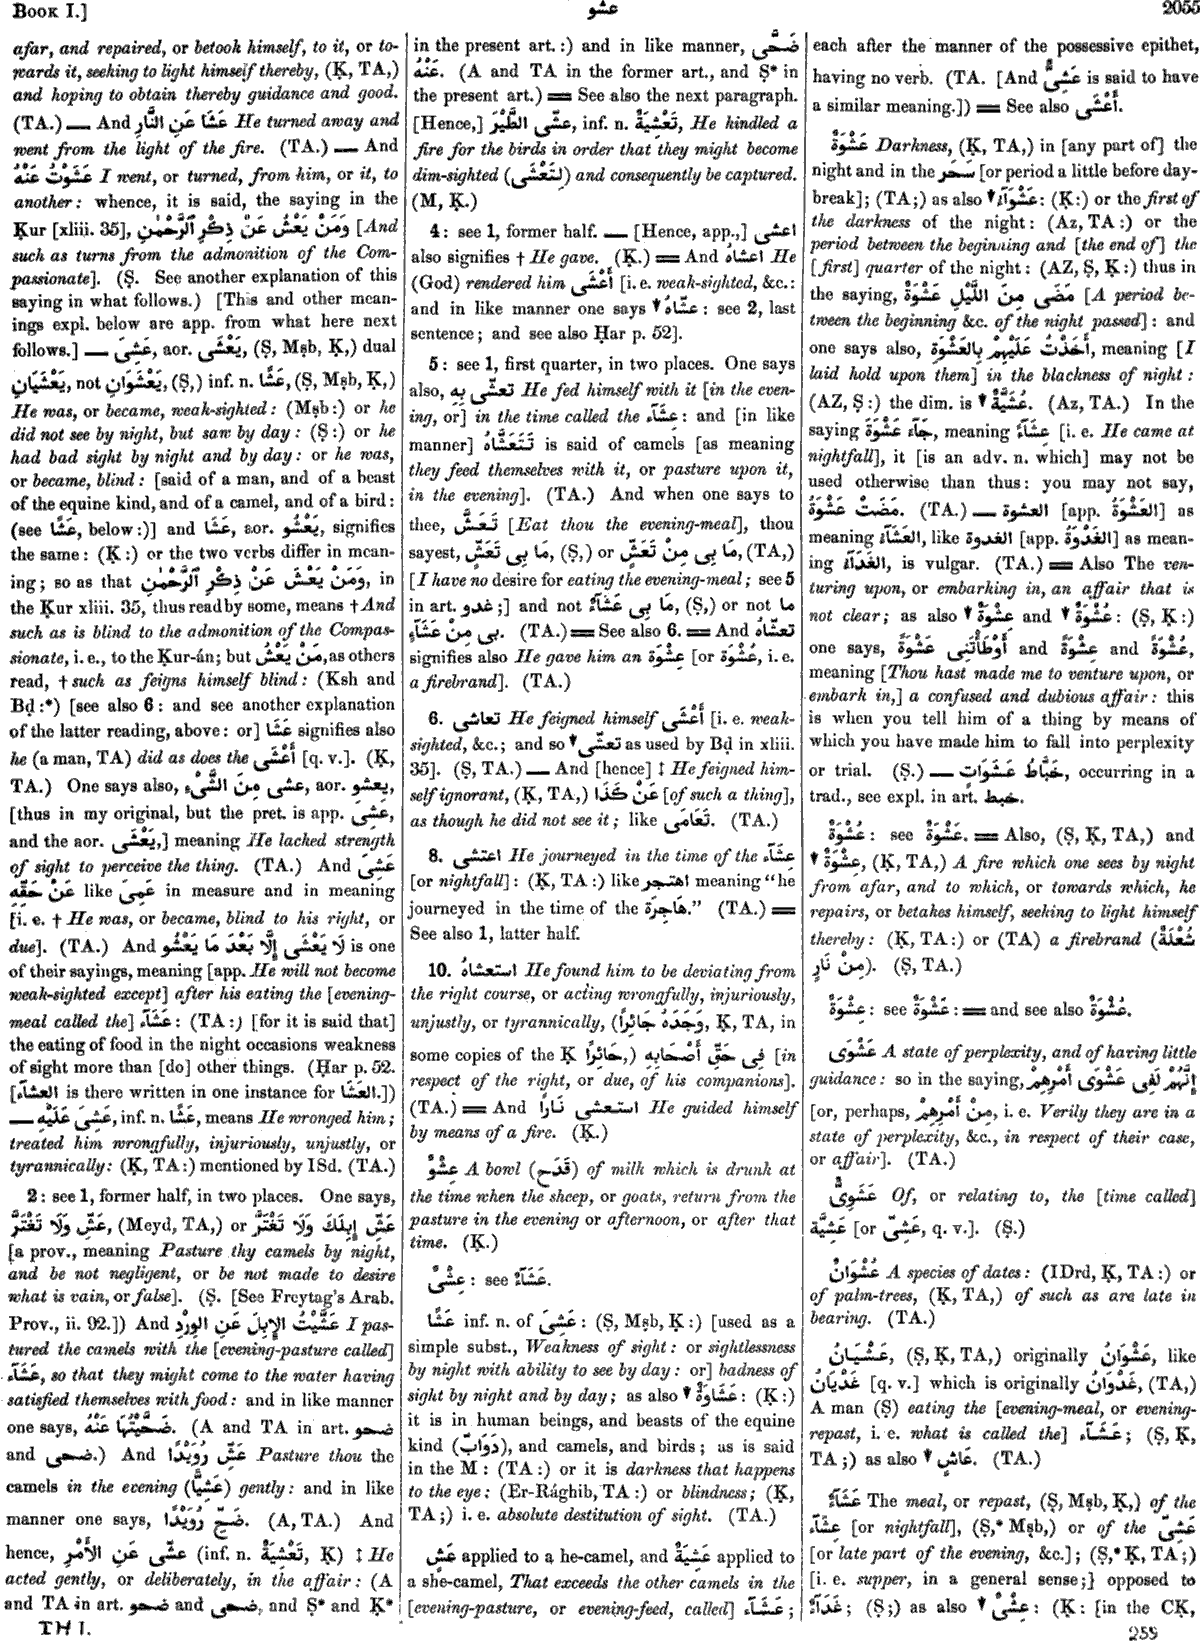 BOOK I.]
عشو
2055
afar, and repaired, or betook himself, to it, or to-
wards it, seeking to light himself thereby, (Ḳ, TA,)
and hoping to obtain thereby guidance and good.
(TA.) — And عَشَا عَنِ النَّارِ He turned away and
went from the light of the fire. (TA.) — And
عَشَوْتُ عَنْهُ I went, or turned, from him, or it, to
another: whence, it is said, the saying in the
Ḳur [xliii. 35], وَمَنْ يَعْشُ عَنْ ذِكْرِ ٱلرَّحْمٰنِ [And
such as turns from the admonition of the Com-
passionate]. (Ṣ. See another explanation of this
saying in what follows.) [This and other mean-
ings expl. below are app. from what here next
follows.] — عَشِىَ, aor. يَعْشَى, (Ṣ, Mṣb, Ḳ,) dual
يَعْشَيَانِ, not يَعْشَوَانِ, (Ṣ,) inf. n. عَشًا, (Ṣ, Mṣb, Ḳ,)
He was, or became, weak-sighted: (Mṣb:) or he
did not see by night, but saw by day: (Ṣ:) or he
had bad sight by night and by day: or he was,
or became, blind: [said of a man, and of a beast
of the equine kind, and of a camel, and of a bird:
(see عَشًا, below:)] and عَشَا, aor. يَعْشُو, signifies
the same: (Ḳ:) or the two verbs differ in mean-
ing; so as that وَمَنْ يَعْشَ عَنْ ذِكْرِ ٱلرَّحْمٰنِ, in
the Ḳur xliii. 35, thus read by some, means † And
such as is blind to the admonition of the Compas-
sionate, i. e., to the Ḳur-án; but مَنْ يَعْشُ, as others
read, † such as feigns himself blind: (Ksh and
Bḍ:*) [see also 6: and see another explanation
of the latter reading, above: or] عَشَا signifies also
he (a man, TA) did as does the أَعْشَى [q. v.]. (Ḳ,
TA.) One says also, عشى مِنَ الشَّىْءِ, aor. يعشو,
[thus in my original, but the pret. is app. عَشِىَ,
and the aor. يَعْشَى,] meaning He lacked strength
of sight to perceive the thing. (TA.) And عَشِىَ
عَنْ حَقِّهِ like عَمِىَ in measure and in meaning
[i. e. † He was, or became, blind to his right, or
due]. (TA.) And لَا يَعْشَى إِلَّا بَعْدَ مَا يَعْشُو is one
of their sayings, meaning [app. He will not become
weak-sighted except] after his eating the [evening-
meal called the] عَشَآء: (TA:) [for it is said that]
the eating of food in the night occasions weakness
of sight more than [do] other things. (Ḥar p. 52.
[العشآء is there written in one instance for العَشَا.])
— عَشِىَ عَلَيْهِ, inf. n. عَشًا, means He wronged him;
treated him wrongfully, injuriously, unjustly, or
tyrannically: (Ḳ, TA:) mentioned by ISd. (TA.)
2: see 1, former half, in two places. One says,
عَشِّ وَلَا تَغْتَرَّ, (Meyd, TA,) or عَشِّ إِبِلَكَ وَلَا تَغْتَرَّ
[a prov., meaning Pasture thy camels by night,
and be not negligent, or be not made to desire
what is vain, or false]. (Ṣ. [See Freytag's Arab.
Prov., ii. 92.]) And عَشَّيْتُ الإِبِلَ عَنِ الوِرْدِ I pas-
tured the camels with the [evening-pasture called]
عَشَآء, so that they might come to the water having
satisfied themselves with food: and in like manner
one says, ضَحَّيْتُهَا عَنْهُ. (A and TA in art. ضحو
and ضحى.) And عَشِّ رُوَيْدًا Pasture thou the
camels in the evening (عَشِيًّا) gently: and in like
manner one says, ضَحِّ رُوَيْدًا. (A, TA.) And
hence, عشّى عَنِ الأَمْرِ (inf. n. تَعْشِيَةٌ, Ḳ) ‡ He
acted gently, or deliberately, in the affair: (A
and TA in art. ضحو and ضحى, and Ṣ* and Ḳ*
in the present art.:) and in like manner, ضَحَّى
عَنْهُ. (A and TA in the former art., and Ṣ* in
the present art.) = See also the next paragraph.
[Hence,] عشّى الطَّيْرَ, inf. n. تَعْشِيَةٌ, He kindled a
fire for the birds in order that they might become
dim-sighted (لِتَعْشَى) and consequently be captured.
(M, Ḳ.)
4: see 1, former half. — [Hence, app.,] اعشى
also signifies † He gave. (Ḳ.) = And اعشاهُ He
(God) rendered him أَعْشَى [i. e. weak-sighted, &c.:
and in like manner one says ▼ عشّاهُ: see 2, last
sentence; and see also Ḥar p. 52].
5: see 1, first quarter, in two places. One says
also, تعشّى بِهِ He fed himself with it [in the even-
ing, or] in the time called the عِشَآء: and [in like
manner] تَتَعَشَّاهُ is said of camels [as meaning
they feed themselves with it, or pasture upon it,
in the evening]. (TA.) And when one says to
thee, تَعَشَّ [Eat thou the evening-meal], thou
sayest, مَا بِى تَعَشٍّ, (Ṣ,) or مَا بِى مِنْ تَعَشٍّ, (TA,)
[I have no desire for eating the evening-meal; see 5
in art. غدو;] and not مَا بِى عَشَآءٌ, (Ṣ,) or not ما
بى مِنْ عَشَآءٍ. (TA.) = See also 6. = And تعشّاهُ
signifies also He gave him an عِشْوَة [or عُشْوَة, i. e.
a firebrand]. (TA.)
6. تعاشى He feigned himself أَعْشَى [i. e. weak-
sighted, &c.; and so ▼ تعشّى as used by Bḍ in xliii.
35]. (Ṣ, TA.) — And [hence] ‡ He feigned him-
self ignorant, (Ḳ, TA,) عَنْ كَذَا [of such a thing],
as though he did not see it; like تَعَامَى. (TA.)
8. اعتشى He journeyed in the time of the عِشَآء
[or nightfall]: (Ḳ, TA:) like اهتجر meaning "he
journeyed in the time of the هَاجِرَة." (TA.) =
See also 1, latter half.
10. استعشاهُ He found him to be deviating from
the right course, or acting wrongfully, injuriously,
unjustly, or tyrannically, (وَجَدَهُ جَائِرًا, Ḳ, TA, in
some copies of the Ḳ حَائِرًا,) فِى حَقِّ أَصْحَابِهِ [in
respect of the right, or due, of his companions].
(TA.) = And استعشى نَارًا He guided himself
by means of a fire. (Ḳ.)
عِشْوٌ A bowl (قَدَح) of milk which is drunk at
the time when the sheep, or goats, return from the
pasture in the evening or afternoon, or after that
time. (Ḳ.)
عِشْىٌ: see عَشَآءٌ.
عَشًا inf. n. of عَشِىَ: (Ṣ, Mṣb, Ḳ:) [used as a
simple subst., Weakness of sight: or sightlessness
by night with ability to see by day: or] badness of
sight by night and by day; as also ▼ عَشَاوَةٌ: (Ḳ:)
it is in human beings, and beasts of the equine
kind (دَوَابّ), and camels, and birds; as is said
in the M: (TA:) or it is darkness that happens
to the eye: (Er-Rághib, TA:) or blindness; (Ḳ,
TA;) i. e. absolute destitution of sight. (TA.)
عَشٍ applied to a he-camel, and عَشِيَةٌ applied to
a she-camel, That exceeds the other camels in the
[evening-pasture, or evening-feed, called] عَشَآء;
each after the manner of the possessive epithet,
having no verb. (TA. [And عَشِىٌّ is said to have
a similar meaning.]) = See also أَعْشَى.
عَشْوَةٌ Darkness, (Ḳ, TA,) in [any part of] the
night and in the سَحَر [or period a little before day-
break]; (TA;) as also ▼ عَشْوَآءُ: (Ḳ:) or the first of
the darkness of the night: (Az, TA:) or the
period between the beginning and [the end of] the
[first] quarter of the night: (AZ, Ṣ, Ḳ:) thus in
the saying, مَضَى مِنَ اللَّيْلِ عَشْوَةٌ [A period be-
tween the beginning &c. of the night passed]: and
one says also, أَخَذْتُ عَلَيْهِمْ بِالعَشْوَةِ, meaning [I
laid hold upon them] in the blackness of night:
(AZ, Ṣ:) the dim. is ▼ عُشَيَّةٌ. (Az, TA.) In the
saying جَآءَ عَشْوَةَ, meaning عِشَآءً [i. e. He came at
nightfall], it [is an adv. n. which] may not be
used otherwise than thus: you may not say,
مَضَتْ عَشْوَةُ. (TA.) — العشوة [app. العَشْوَةُ] as
meaning العَشَآءُ, like الغدوة [app. الغَدْوَةُ] as mean-
ing الغَدَآءُ, is vulgar. (TA.) = Also The ven-
turing upon, or embarking in, an affair that is
not clear; as also ▼ عِشْوَةٌ and ▼ عُشْوَةٌ: (Ṣ, Ḳ:)
one says, أَوْطَأْتَنِى عَشْوَةً and عِشْوَةً and عُشْوَةً,
meaning [Thou hast made me to venture upon, or
embark in,] a confused and dubious affair: this
is when you tell him of a thing by means of
which you have made him to fall into perplexity
or trial. (Ṣ.) — خَبَّاطُ عَشَوَاتٍ, occurring in a
trad., see expl. in art. خبط.
عُشْوَةٌ: see عَشْوَةٌ. = Also, (Ṣ, Ḳ, TA,) and
▼ عِشْوَةٌ, (Ḳ, TA,) A fire which one sees by night
from afar, and to which, or towards which, he
repairs, or betakes himself, seeking to light himself
thereby: (Ḳ, TA:) or (TA) a firebrand (شُعْلَةٌ
مِنْ نَارٍ). (Ṣ, TA.)
عِشْوَةٌ: see عَشْوَةٌ: = and see also عُشْوَةٌ.
عَشْوَى A state of perplexity, and of having little
guidance: so in the saying, إِنَّهُمْ لَفِى عَشْوَى أَمْرِهِمْ
[or, perhaps, مِنْ أَمْرِهِمْ, i. e. Verily they are in a
state of perplexity, &c., in respect of their case,
or affair]. (TA.)
عَشَوِىٌّ Of, or relating to, the [time called]
عَشِيَّة [or عَشِىّ, q. v.]. (Ṣ.)
عُشْوَانٌ A species of dates: (IDrd, Ḳ, TA:) or
of palm-trees, (Ḳ, TA,) of such as are late in
bearing. (TA.)
عَشْيَانُ, (Ṣ, Ḳ, TA,) originally عَشْوَانُ, like
غَدْيَانُ [q. v.] which is originally غَدْوَانُ, (TA,)
A man (Ṣ) eating the [evening-meal, or evening-
repast, i. e. what is called the] عَشَآء; (Ṣ, Ḳ,
TA;) as also ▼ عَاشٍ. (TA.)
عَشَآءٌ The meal, or repast, (Ṣ, Mṣb, Ḳ,) of the
عِشَآء [or nightfall], (Ṣ,* Mṣb,) or of the عَشِىّ
[or late part of the evening, &c.]; (Ṣ,* Ḳ, TA;)
[i. e. supper, in a general sense;] opposed to
غَدَآءٌ; (Ṣ;) as also ▼ عِشْىٌ: (Ḳ: [in the CḲ,
TH I.
259